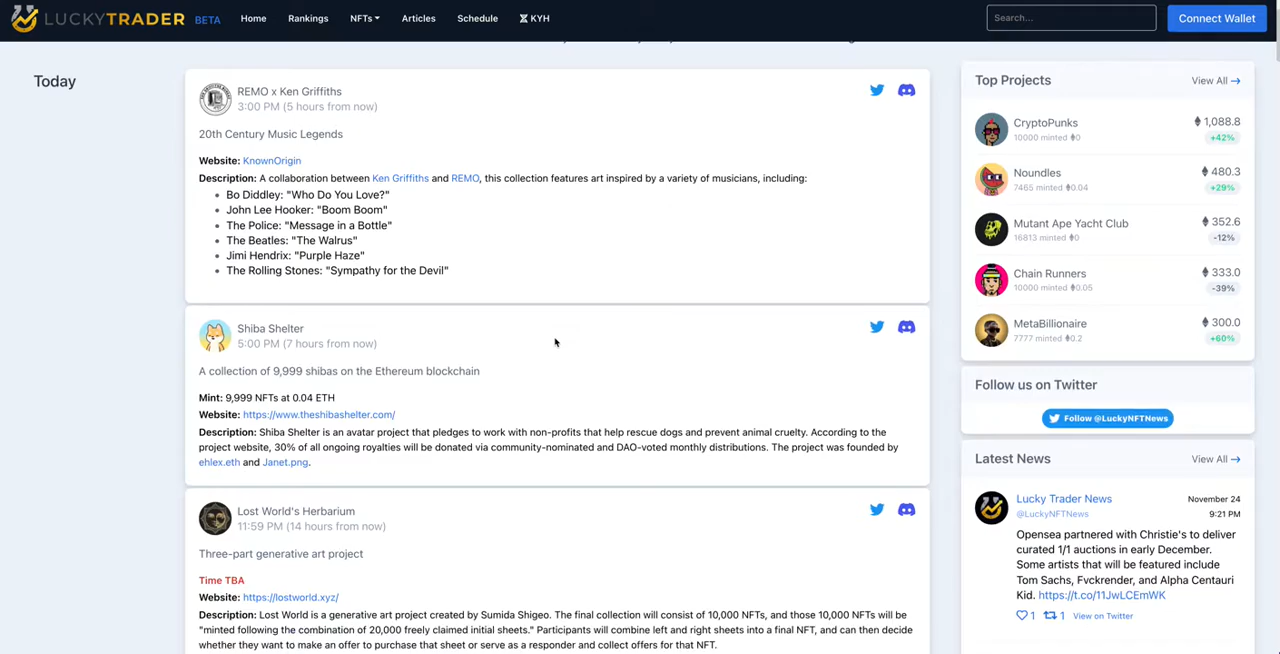 LUCKYTRADER BETA Home Rankings NFTs Articles Schedule KYH Search... Connect Wallet
Today
REMO x Ken Griffiths
3:00 PM (5 hours from now)
20th Century Music Legends
Website: KnownOrigin
Description: A collaboration between Ken Griffiths and REMO, this collection features art inspired by a variety of musicians, including:
• Bo Diddley: "Who Do You Love?"
• John Lee Hooker: "Boom Boom"
• The Police: "Message in a Bottle"
• The Beatles: "The Walrus"
• Jimi Hendrix: "Purple Haze"
• The Rolling Stones: "Sympathy for the Devil"
Shiba Shelter
5:00 PM (7 hours from now)
A collection of 9,999 shibas on the Ethereum blockchain
Mint: 9,999 NFTs at 0.04 ETH
Website: https://www.theshibashelter.com/
Description: Shiba Shelter is an avatar project that pledges to work with non-profits that help rescue dogs and prevent animal cruelty. According to the
project website, 30% of all ongoing royalties will be donated via community-nominated and DAO-voted monthly distributions. The project was founded by
ehlex.eth and Janet.png.
Lost World's Herbarium
11:59 PM (14 hours from now)
Three-part generative art project
Time TBA
Website: https://lostworld.xyz/
Description: Lost World is a generative art project created by Sumida Shigeo. The final collection will consist of 10,000 NFTs, and those 10,000 NFTs will be
"minted following the combination of 20,000 freely claimed initial sheets." Participants will combine left and right sheets into a final NFT, and can then decide
whether they want to make an offer to purchase that sheet or serve as a responder and collect offers for that NFT.
Top Projects View All →
CryptoPunks 1,088.8
10000 minted 0 +42%
Noundles 480.3
7465 minted 0.04 +29%
Mutant Ape Yacht Club 352.6
16813 minted 0 -12%
Chain Runners 333.0
10000 minted 0.05 -39%
MetaBillionaire 300.0
7777 minted 0.2 +60%
Follow us on Twitter
Follow @LuckyNFTNews
Latest News View All →
Lucky Trader News November 24
@LuckyNFTNews 9:21 PM
Opensea partnered with Christie's to deliver
curated 1/1 auctions in early December.
Some artists that will be featured include
Tom Sachs, Fvckrender, and Alpha Centauri
Kid. https://t.co/11JwLCEmWK
1 1 View on Twitter